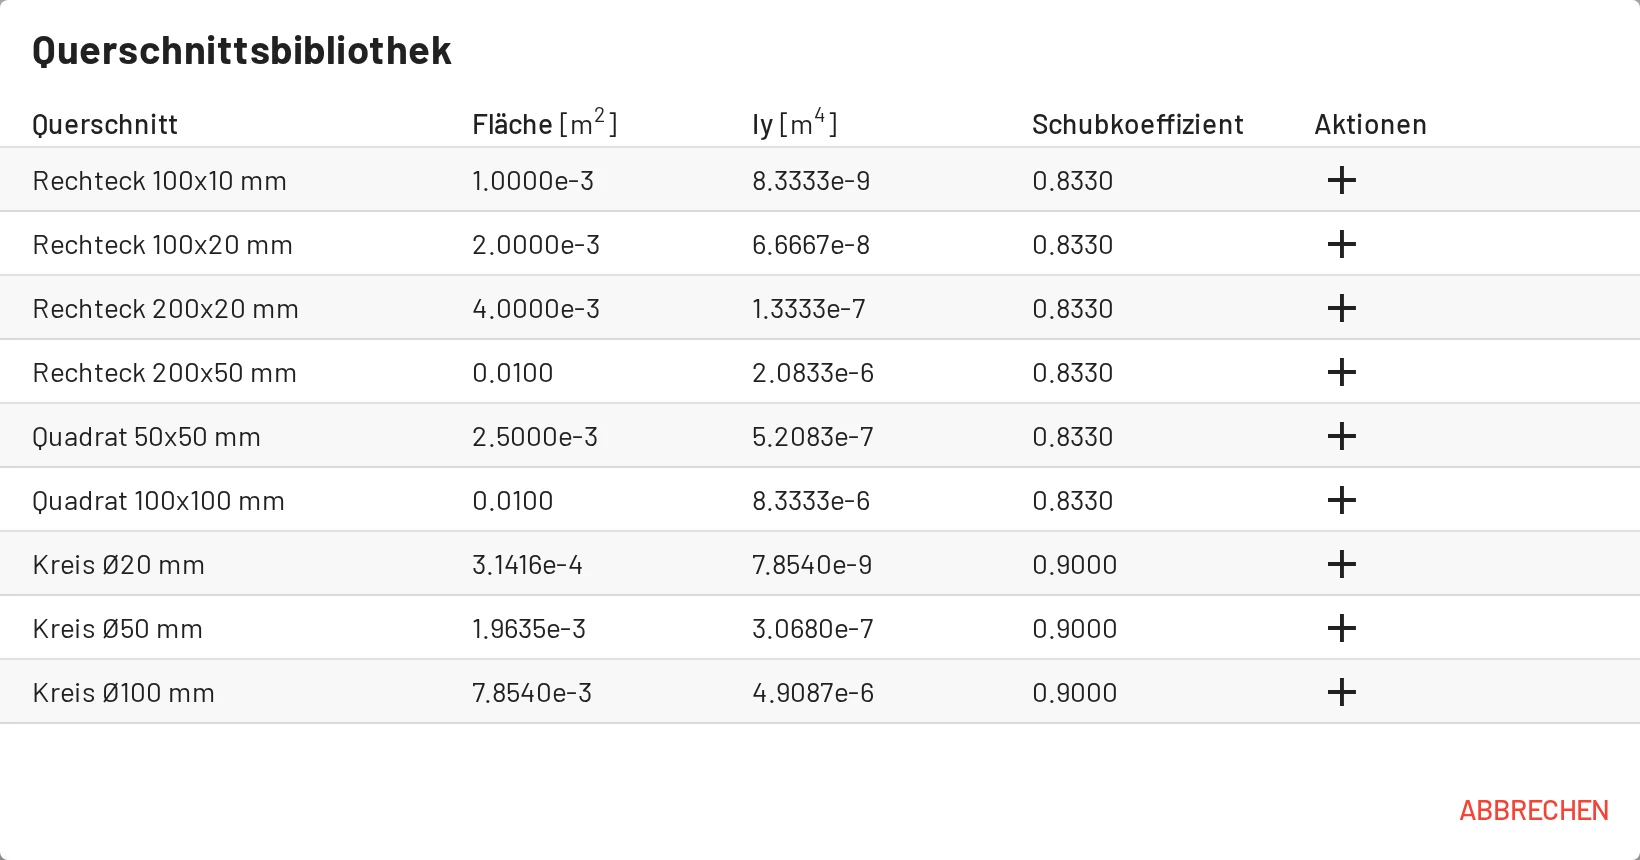 Querschnittsbibliothek
Querschnitt Fläche [m²] Iy [m⁴] Schubkoeffizient Aktionen
Rechteck 100x10 mm 1.0000e-3 8.3333e-9 0.8330
Rechteck 100x20 mm 2.0000e-3 6.6667e-8 0.8330
Rechteck 200x20 mm 4.0000e-3 1.3333e-7 0.8330
Rechteck 200x50 mm 0.0100 2.0833e-6 0.8330
Quadrat 50x50 mm 2.5000e-3 5.2083e-7 0.8330
Quadrat 100x100 mm 0.0100 8.3333e-6 0.8330
Kreis Ø20 mm 3.1416e-4 7.8540e-9 0.9000
Kreis Ø50 mm 1.9635e-3 3.0680e-7 0.9000
Kreis Ø100 mm 7.8540e-3 4.9087e-6 0.9000
ABBRECHEN